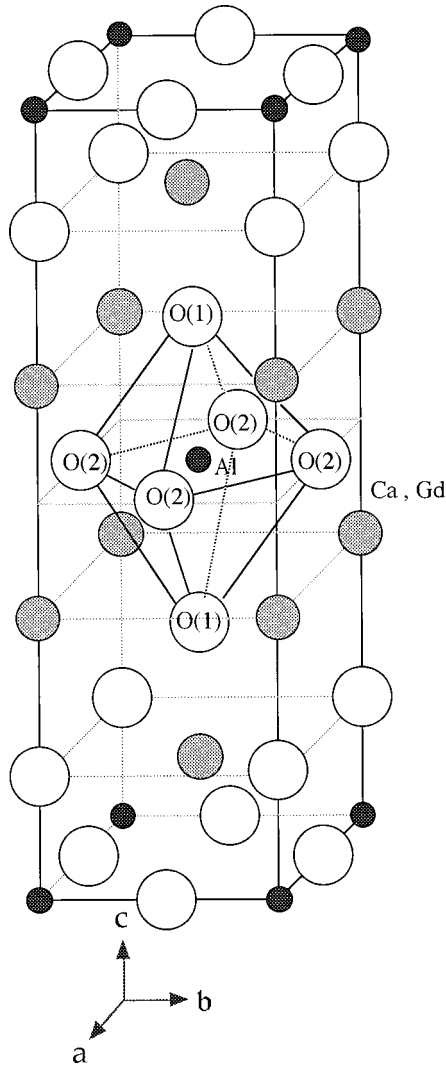 O(1)
O(2)
O(2)
Al
O(2)
O(2)
Ca , Gd
O(1)
c
b
a